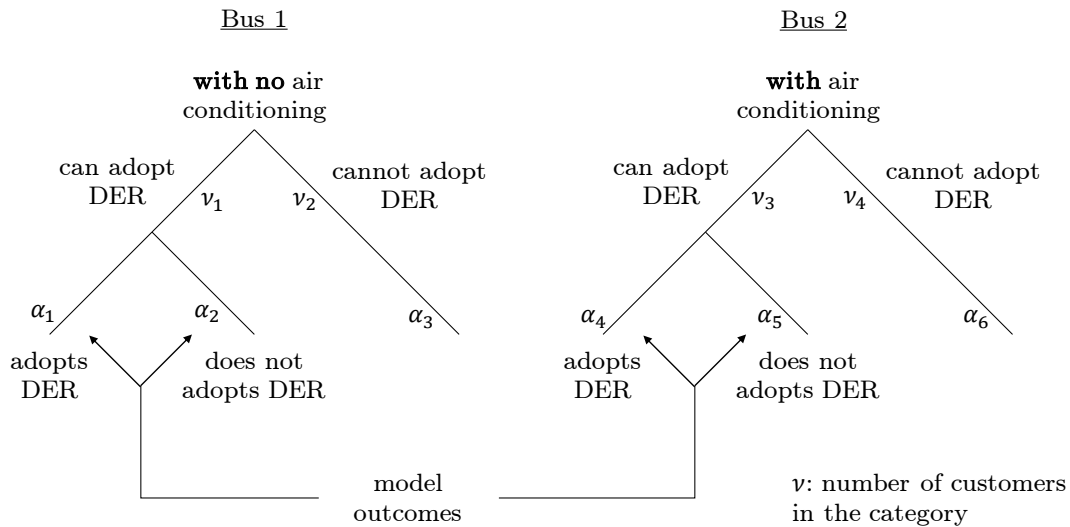 Bus 1
with no air
conditioning
can adopt
DER
ν1
ν2
cannot adopt
DER
α1
α2
α3
adopts
DER
does not
adopts DER
Bus 2
with air
conditioning
can adopt
DER
ν3
ν4
cannot adopt
DER
α4
α5
α6
adopts
DER
does not
adopts DER
model
outcomes
ν: number of customers
in the category